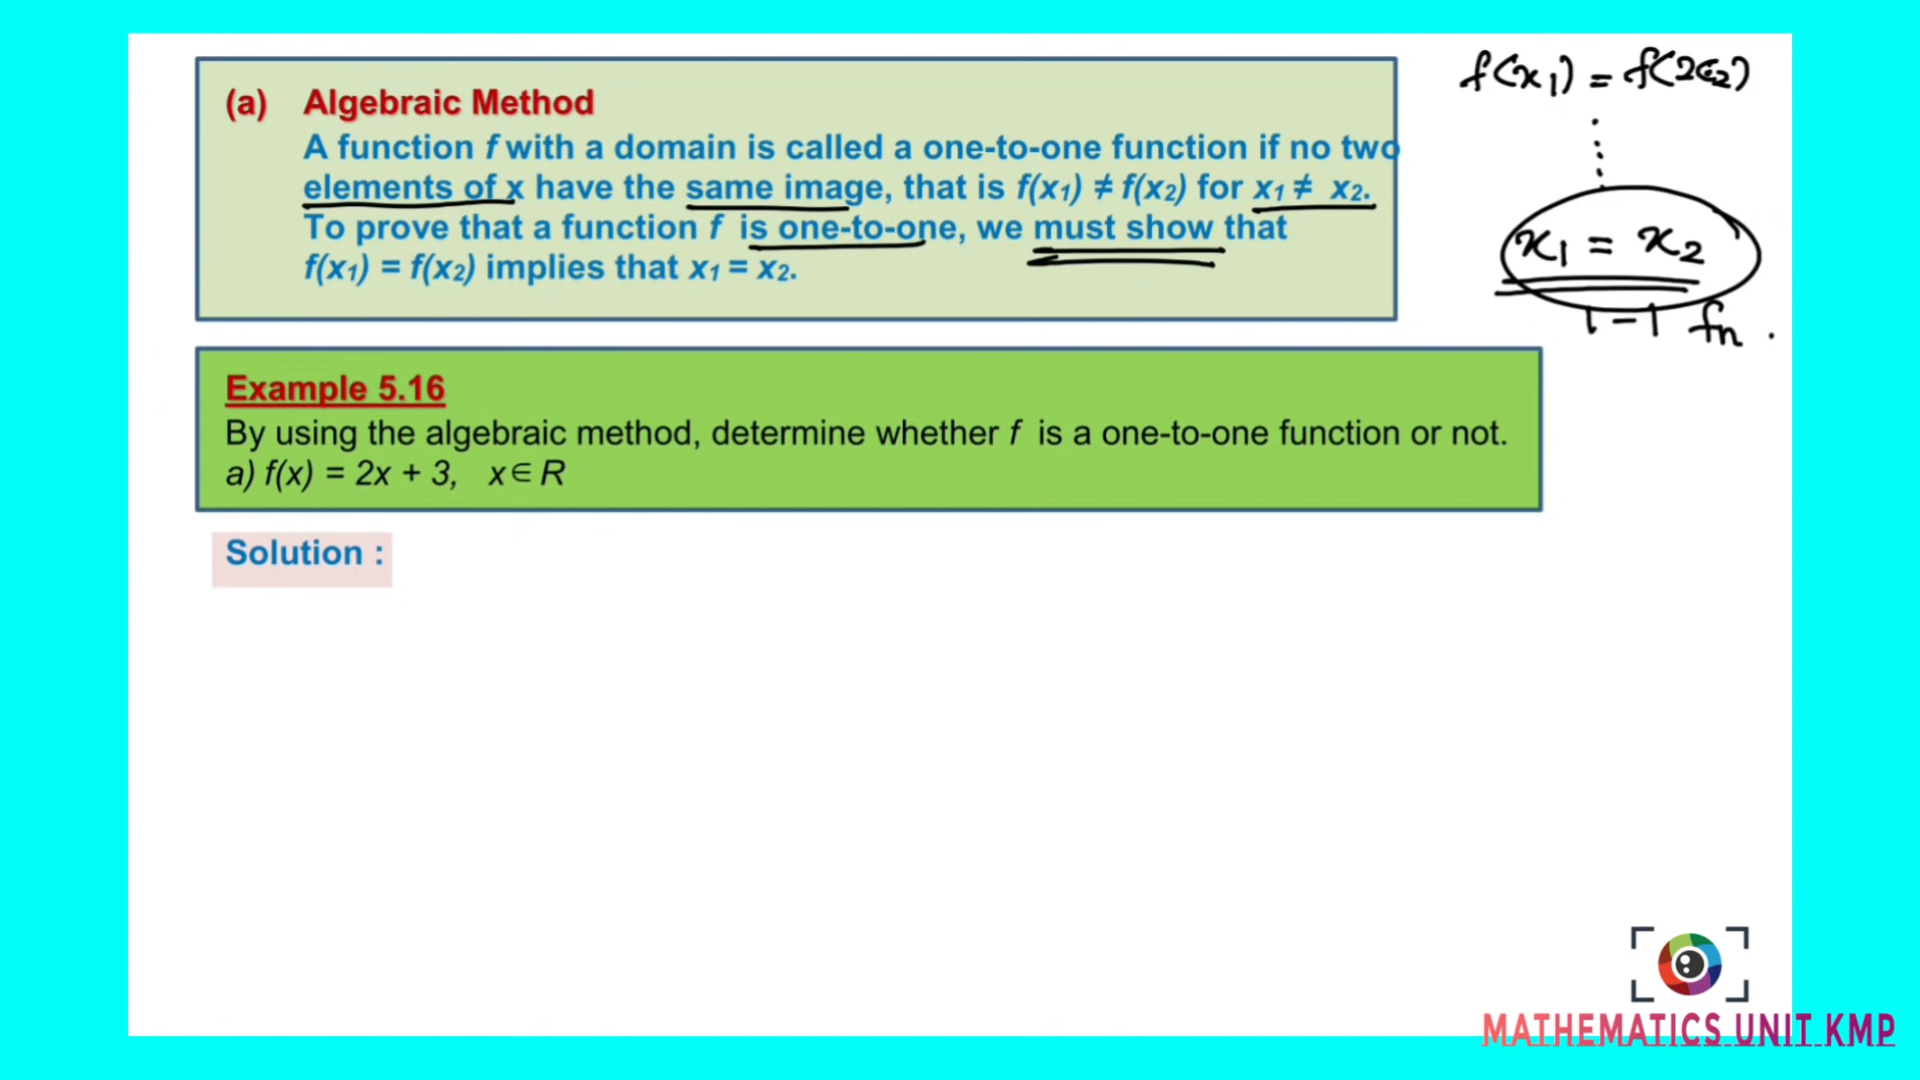 (a) Algebraic Method
A function f with a domain is called a one-to-one function if no two
elements of x have the same image, that is f(x₁) ≠ f(x₂) for x₁ ≠ x₂.
To prove that a function f is one-to-one, we must show that
f(x₁) = f(x₂) implies that x₁ = x₂.
f(x₁) = f(x₂)
x₁ = x₂
1-1 fn.
Example 5.16
By using the algebraic method, determine whether f is a one-to-one function or not.
a) f(x) = 2x + 3, x∈R
Solution :
MATHEMATICS UNIT KMP